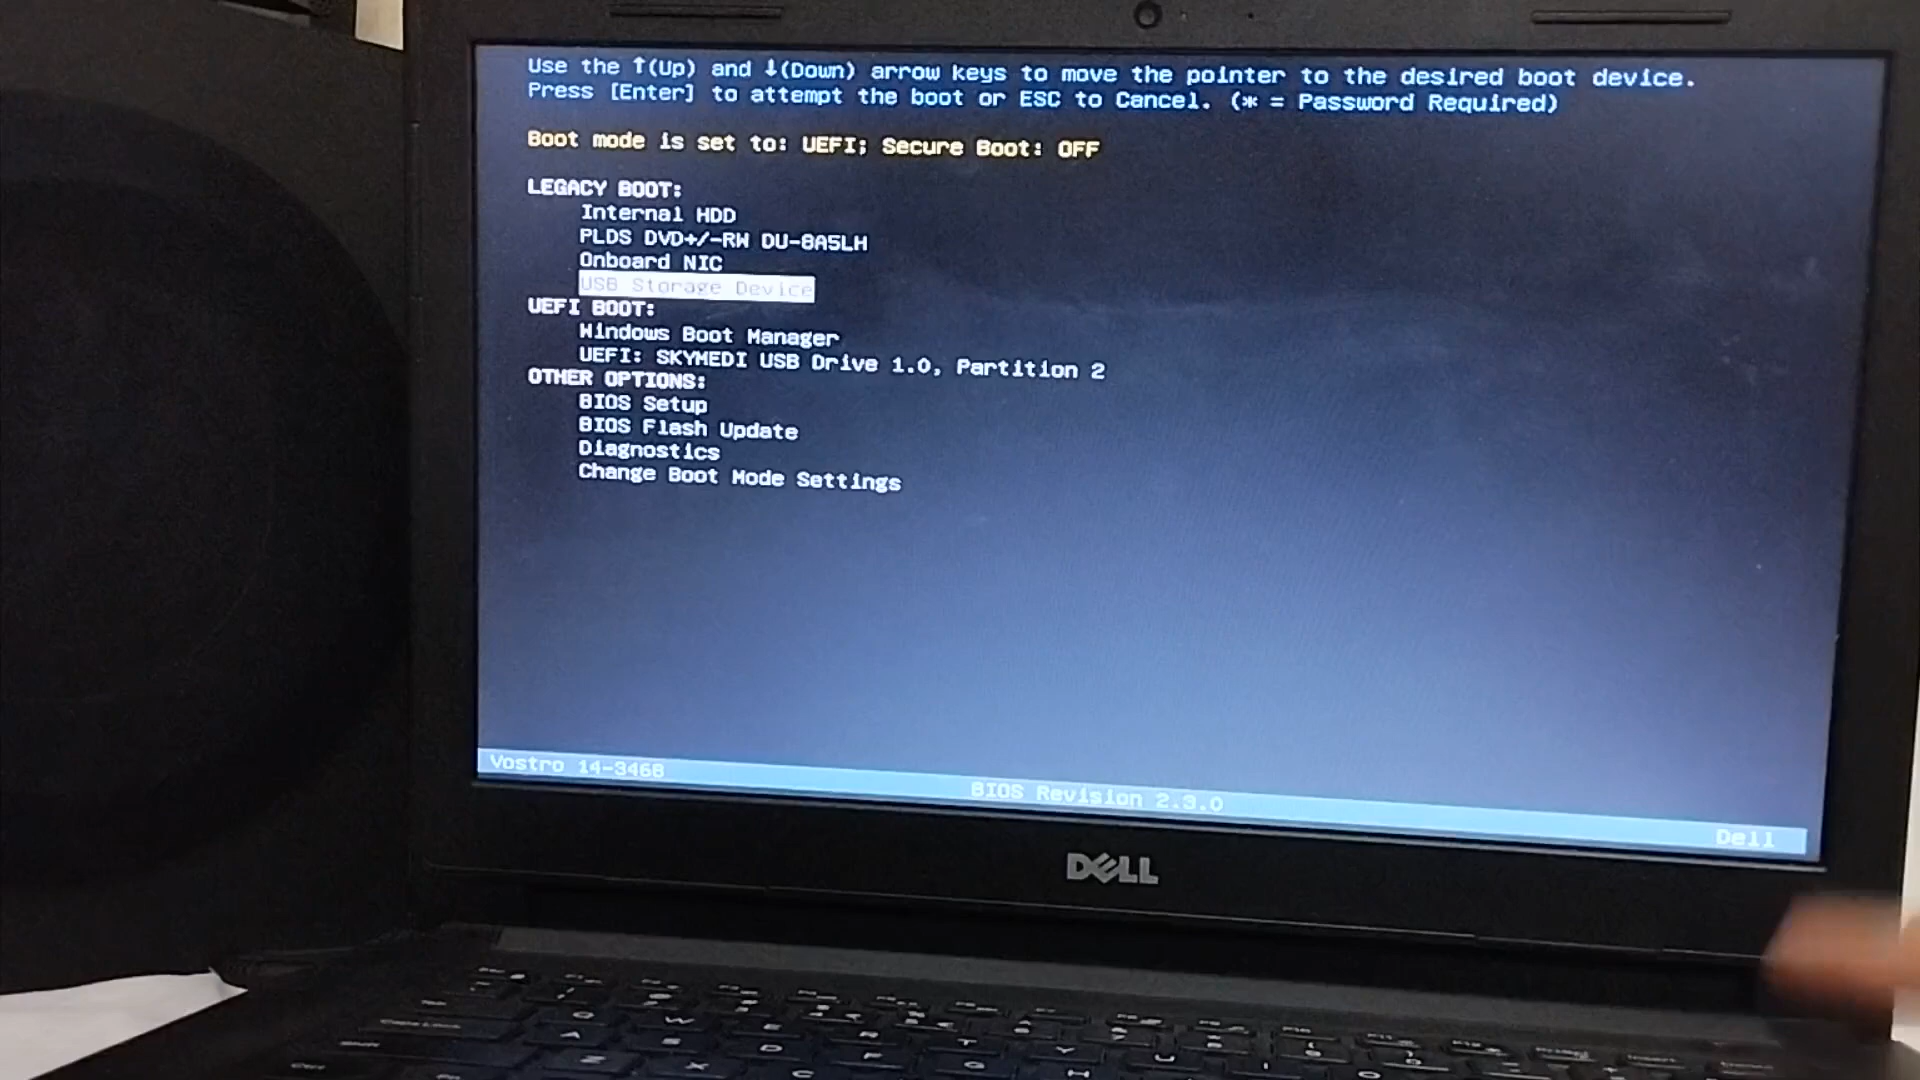 Use the ↑(Up) and ↓(Down) arrow keys to move the pointer to the desired boot device.
Press [Enter] to attempt the boot or ESC to Cancel. (* = Password Required)
Boot mode is set to: UEFI; Secure Boot: OFF
LEGACY BOOT:
Internal HDD
PLDS DVD+/-RW DU-8A5LH
Onboard NIC
USB Storage Device
UEFI BOOT:
Windows Boot Manager
UEFI: SKYMEDI USB Drive 1.0, Partition 2
OTHER OPTIONS:
BIOS Setup
BIOS Flash Update
Diagnostics
Change Boot Mode Settings
Vostro 14-3468
BIOS Revision 2.3.0
Dell
DELL
Q W E R T Y U
A S D F G H
Z X C